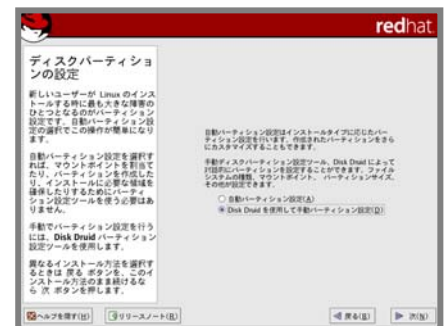 redhat.
ディスクパーティショ
ンの設定
新しいユーザーが Linux のインス
トールする時に最も大きな障害の
ひとつとなるのがパーティション
設定です。自動パーティション設
定の選択でこの操作が簡単になり
ます。
自動パーティション設定を選択す
れば、マウントポイントを割当て
たり、パーティションを作成した
り、インストールに必要な領域を
確保したりするためにパーティ
ション設定ツールを使う必要はあ
りません。
手動でパーティション設定を行う
には、Disk Druid パーティション
設定ツールを使用します。
異なるインストール方法を選択す
るときは 戻る ボタンを、このイ
ンストール方法のまま続けるな
ら 次 ボタンを押します。
自動パーティション設定はインストールタイプに応じたパー
ティション設定を行います。作成されたパーティションをさら
にカスタマイズすることもできます。
手動ディスクパーティション設定ツール、Disk Druid によって
対話的にパーティションを設定することができます。ファイル
システムの種類、マウントポイント、 パーティションサイズ、
その他が設定できます。
自動パーティション設定(A)
Disk Druid を使用して手動パーティション設定(D)
ヘルプを隠す(H)
リリースノート(R)
戻る(B)
次(N)